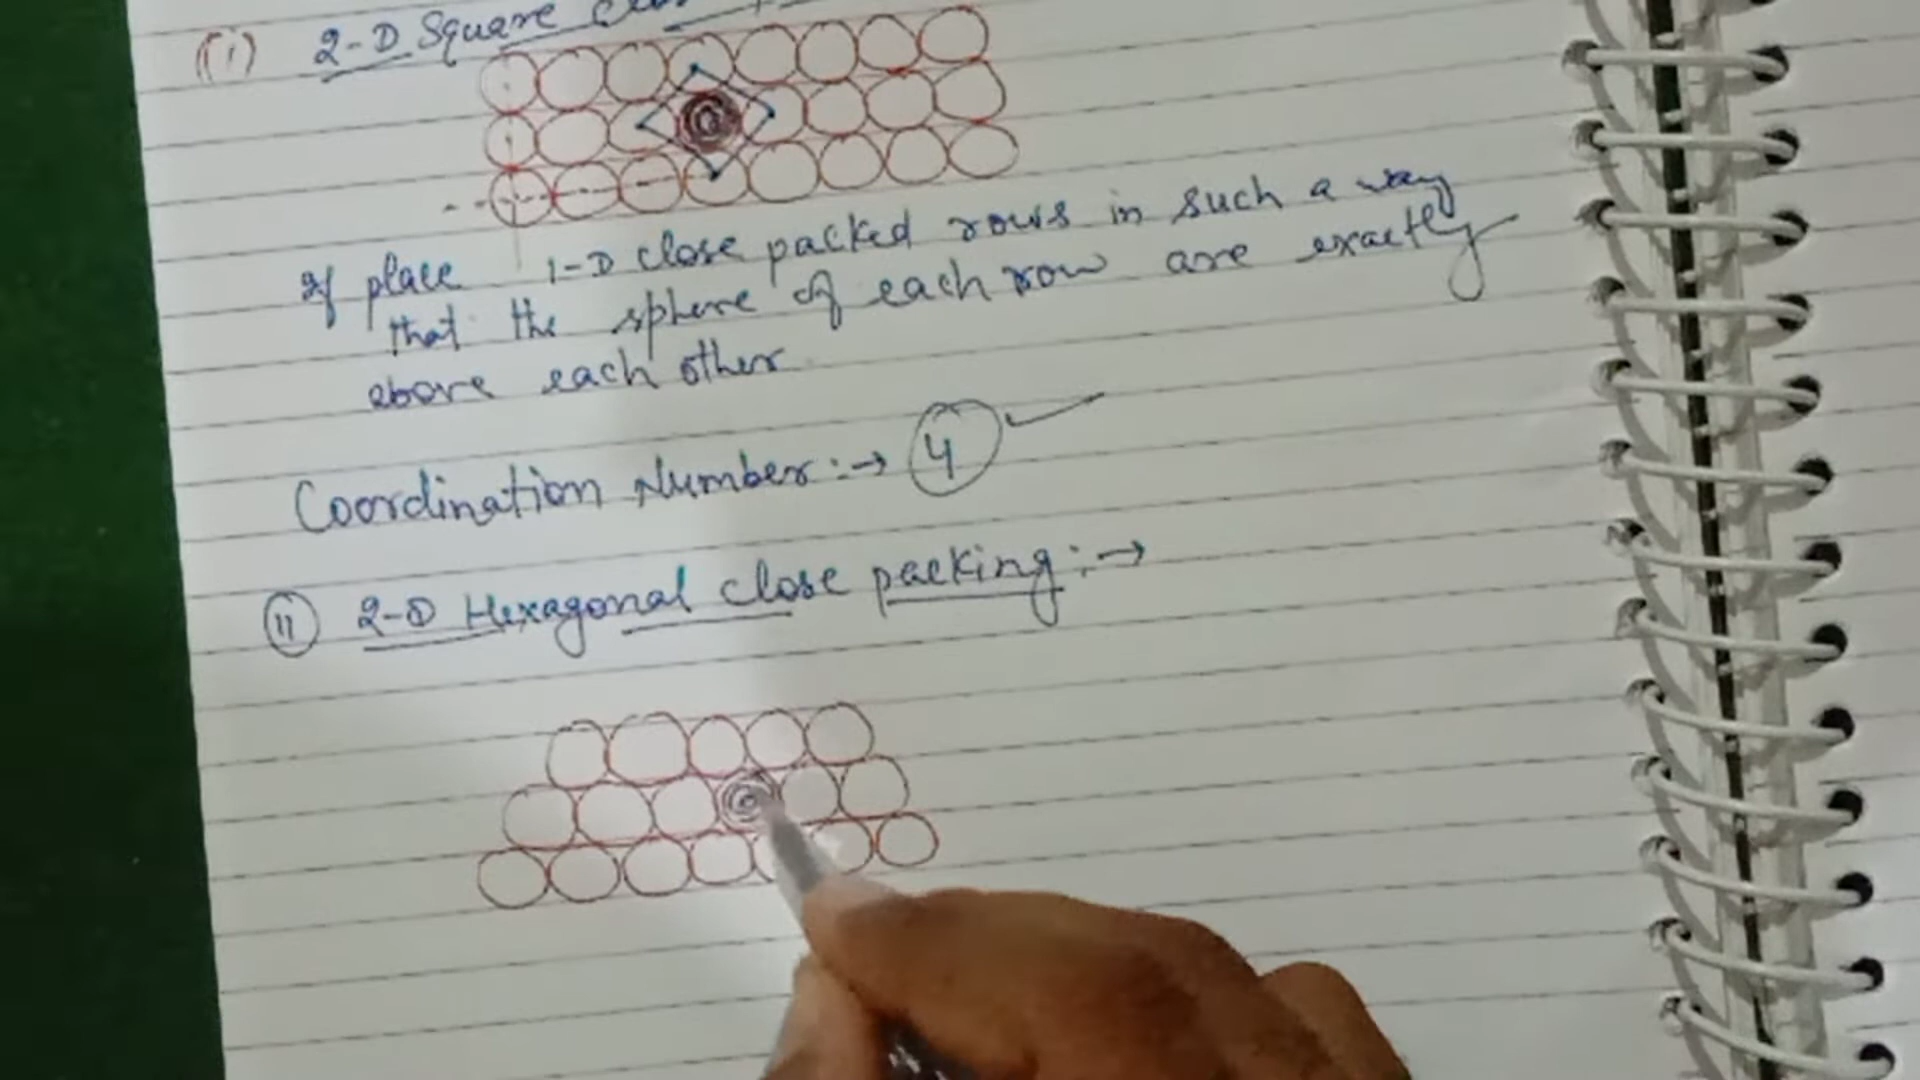 (i) 2-D Square
If place 1-D close packed rows in such a way
that the sphere of each row are exactly
above each other
Coordination Number :→ 4
(ii) 2-D Hexagonal close packing :→